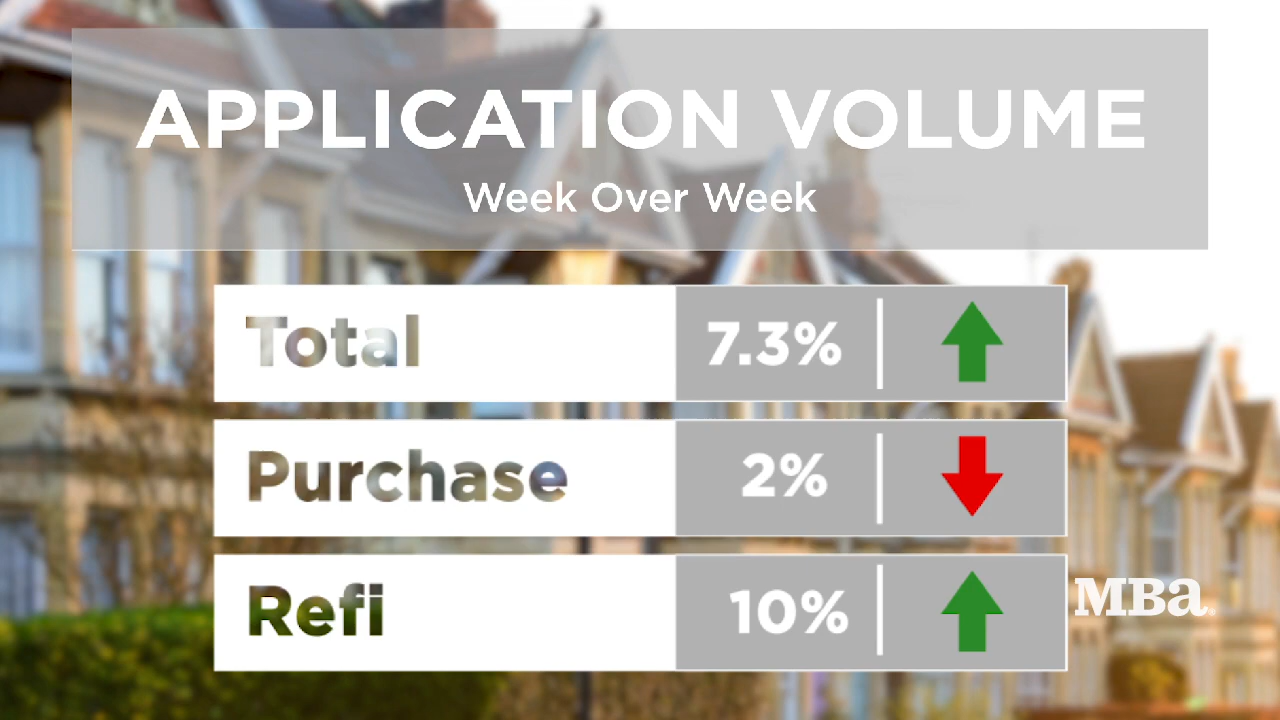 APPLICATION VOLUME
Week Over Week
Total 7.3%
Purchase 2%
Refi 10%
MBa